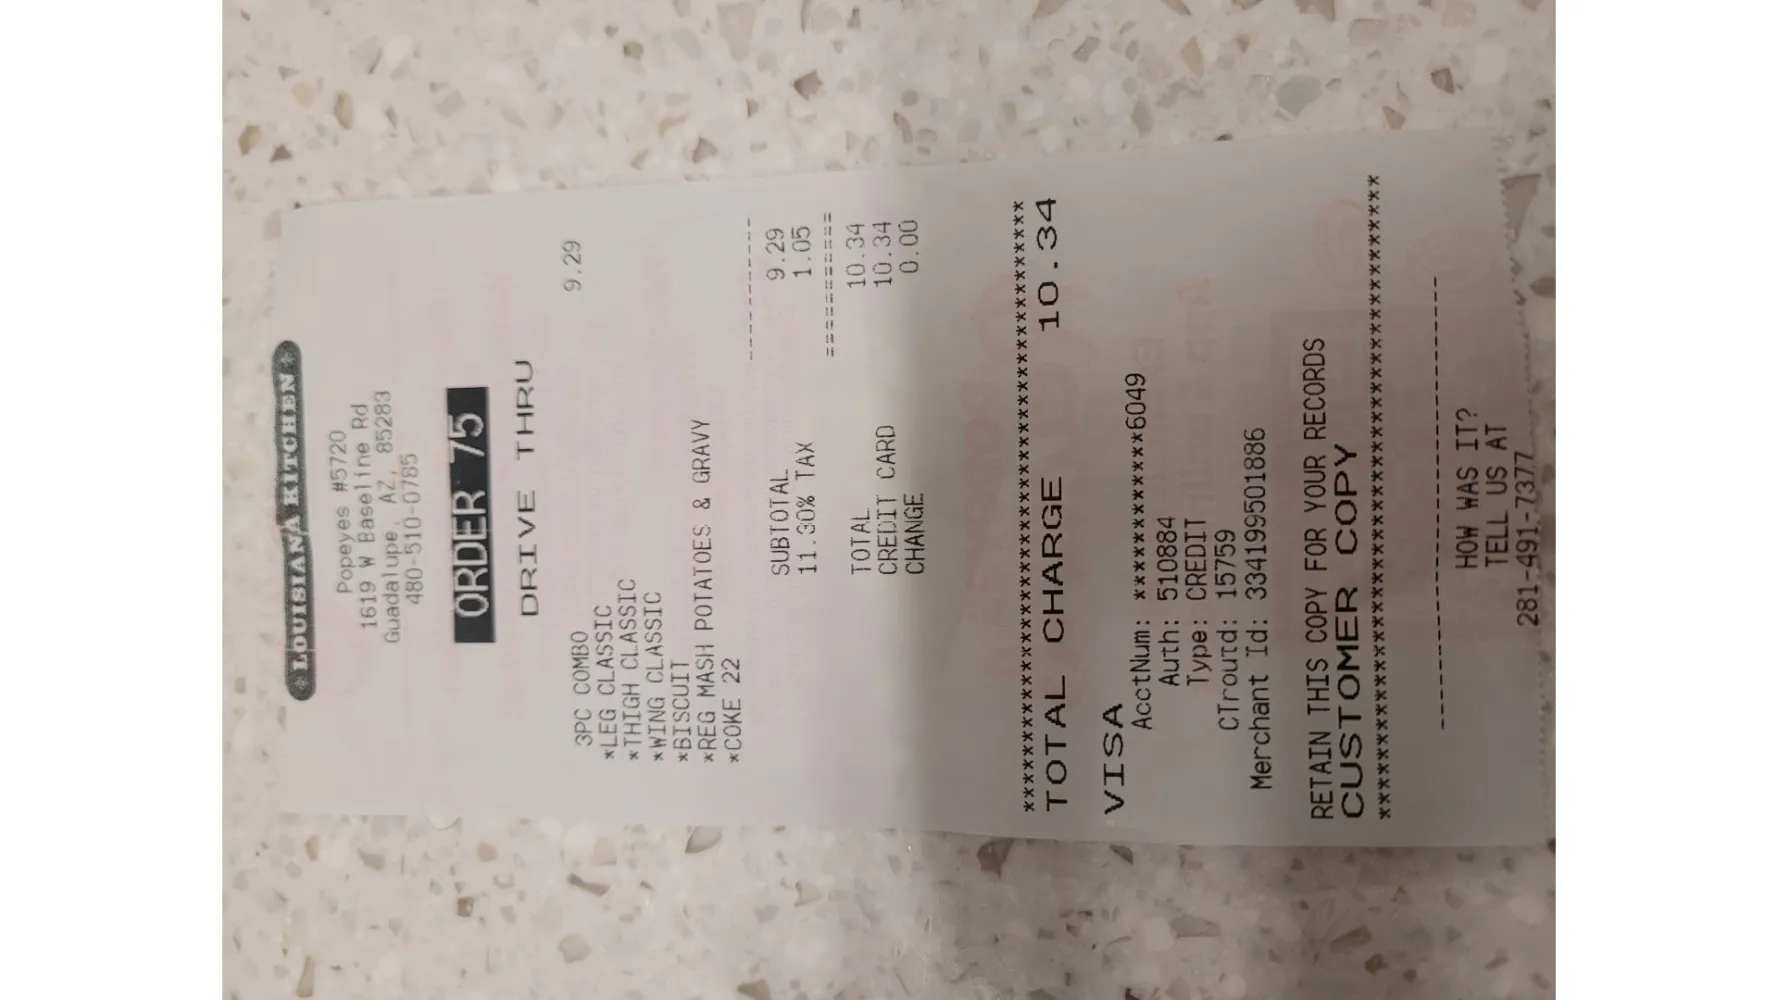 LOUISIANA KITCHEN
Popeyes #5720
1619 W Baseline Rd
Guadalupe, AZ, 85283
480-510-0785
ORDER 75
DRIVE THRU
3PC COMBO 9.29
*LEG CLASSIC
*THIGH CLASSIC
*WING CLASSIC
*BISCUIT
*REG MASH POTATOES & GRAVY
*COKE 22
SUBTOTAL 9.29
11.30% TAX 1.05
TOTAL 10.34
CREDIT CARD 10.34
CHANGE 0.00
TOTAL CHARGE 10.34
VISA
AcctNum: ************6049
Auth: 510884
Type: CREDIT
CTroutd: 15759
Merchant Id: 334199501886
RETAIN THIS COPY FOR YOUR RECORDS
CUSTOMER COPY
HOW WAS IT?
TELL US AT
281-491-7377